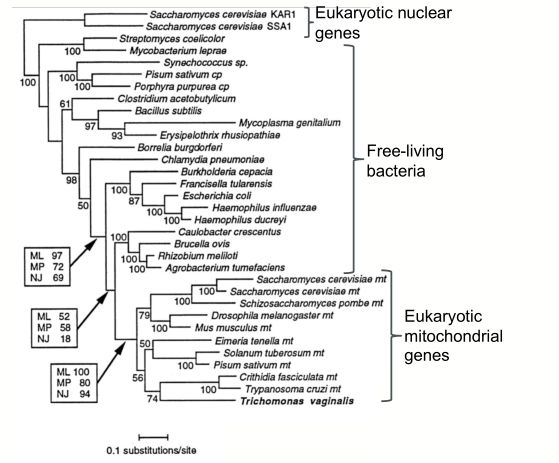 Saccharomyces cerevisiae KAR1
Saccharomyces cerevisiae SSA1
Eukaryotic nuclear
genes
Streptomyces coelicolor
100
Mycobacterium leprae
100
Synechococcus sp.
100
Pisum sativum cp
100
Porphyra purpurea cp
Clostridium acetobutylicum
61
Bacillus subtilis
97
Mycoplasma genitalium
93
Erysipelothrix rhusiopathiae
Borrelia burgdorferi
Free-living
bacteria
Chlamydia pneumoniae
98
Burkholderia cepacia
100
Francisella tularensis
87
Escherichia coli
50
100
Haemophilus influenzae
100
Haemophilus ducreyi
Caulobacter crescentus
100
Brucella ovis
100
Rhizobium meliloti
100
Agrobacterium tumefaciens
ML 97
MP 72
NJ 69
Saccharomyces cerevisiae mt
100
Saccharomyces cerevisiae mt
100
Schizosaccharomyces pombe mt
79
Drosophila melanogaster mt
100
Mus musculus mt
Eukaryotic
mitochondrial
genes
ML 52
MP 58
NJ 18
Eimeria tenella mt
50
Solanum tuberosum mt
100
Pisum sativum mt
56
Crithidia fasciculata mt
100
Trypanosoma cruzi mt
74
Trichomonas vaginalis
ML 100
MP 80
NJ 94
0.1 substitutions/site